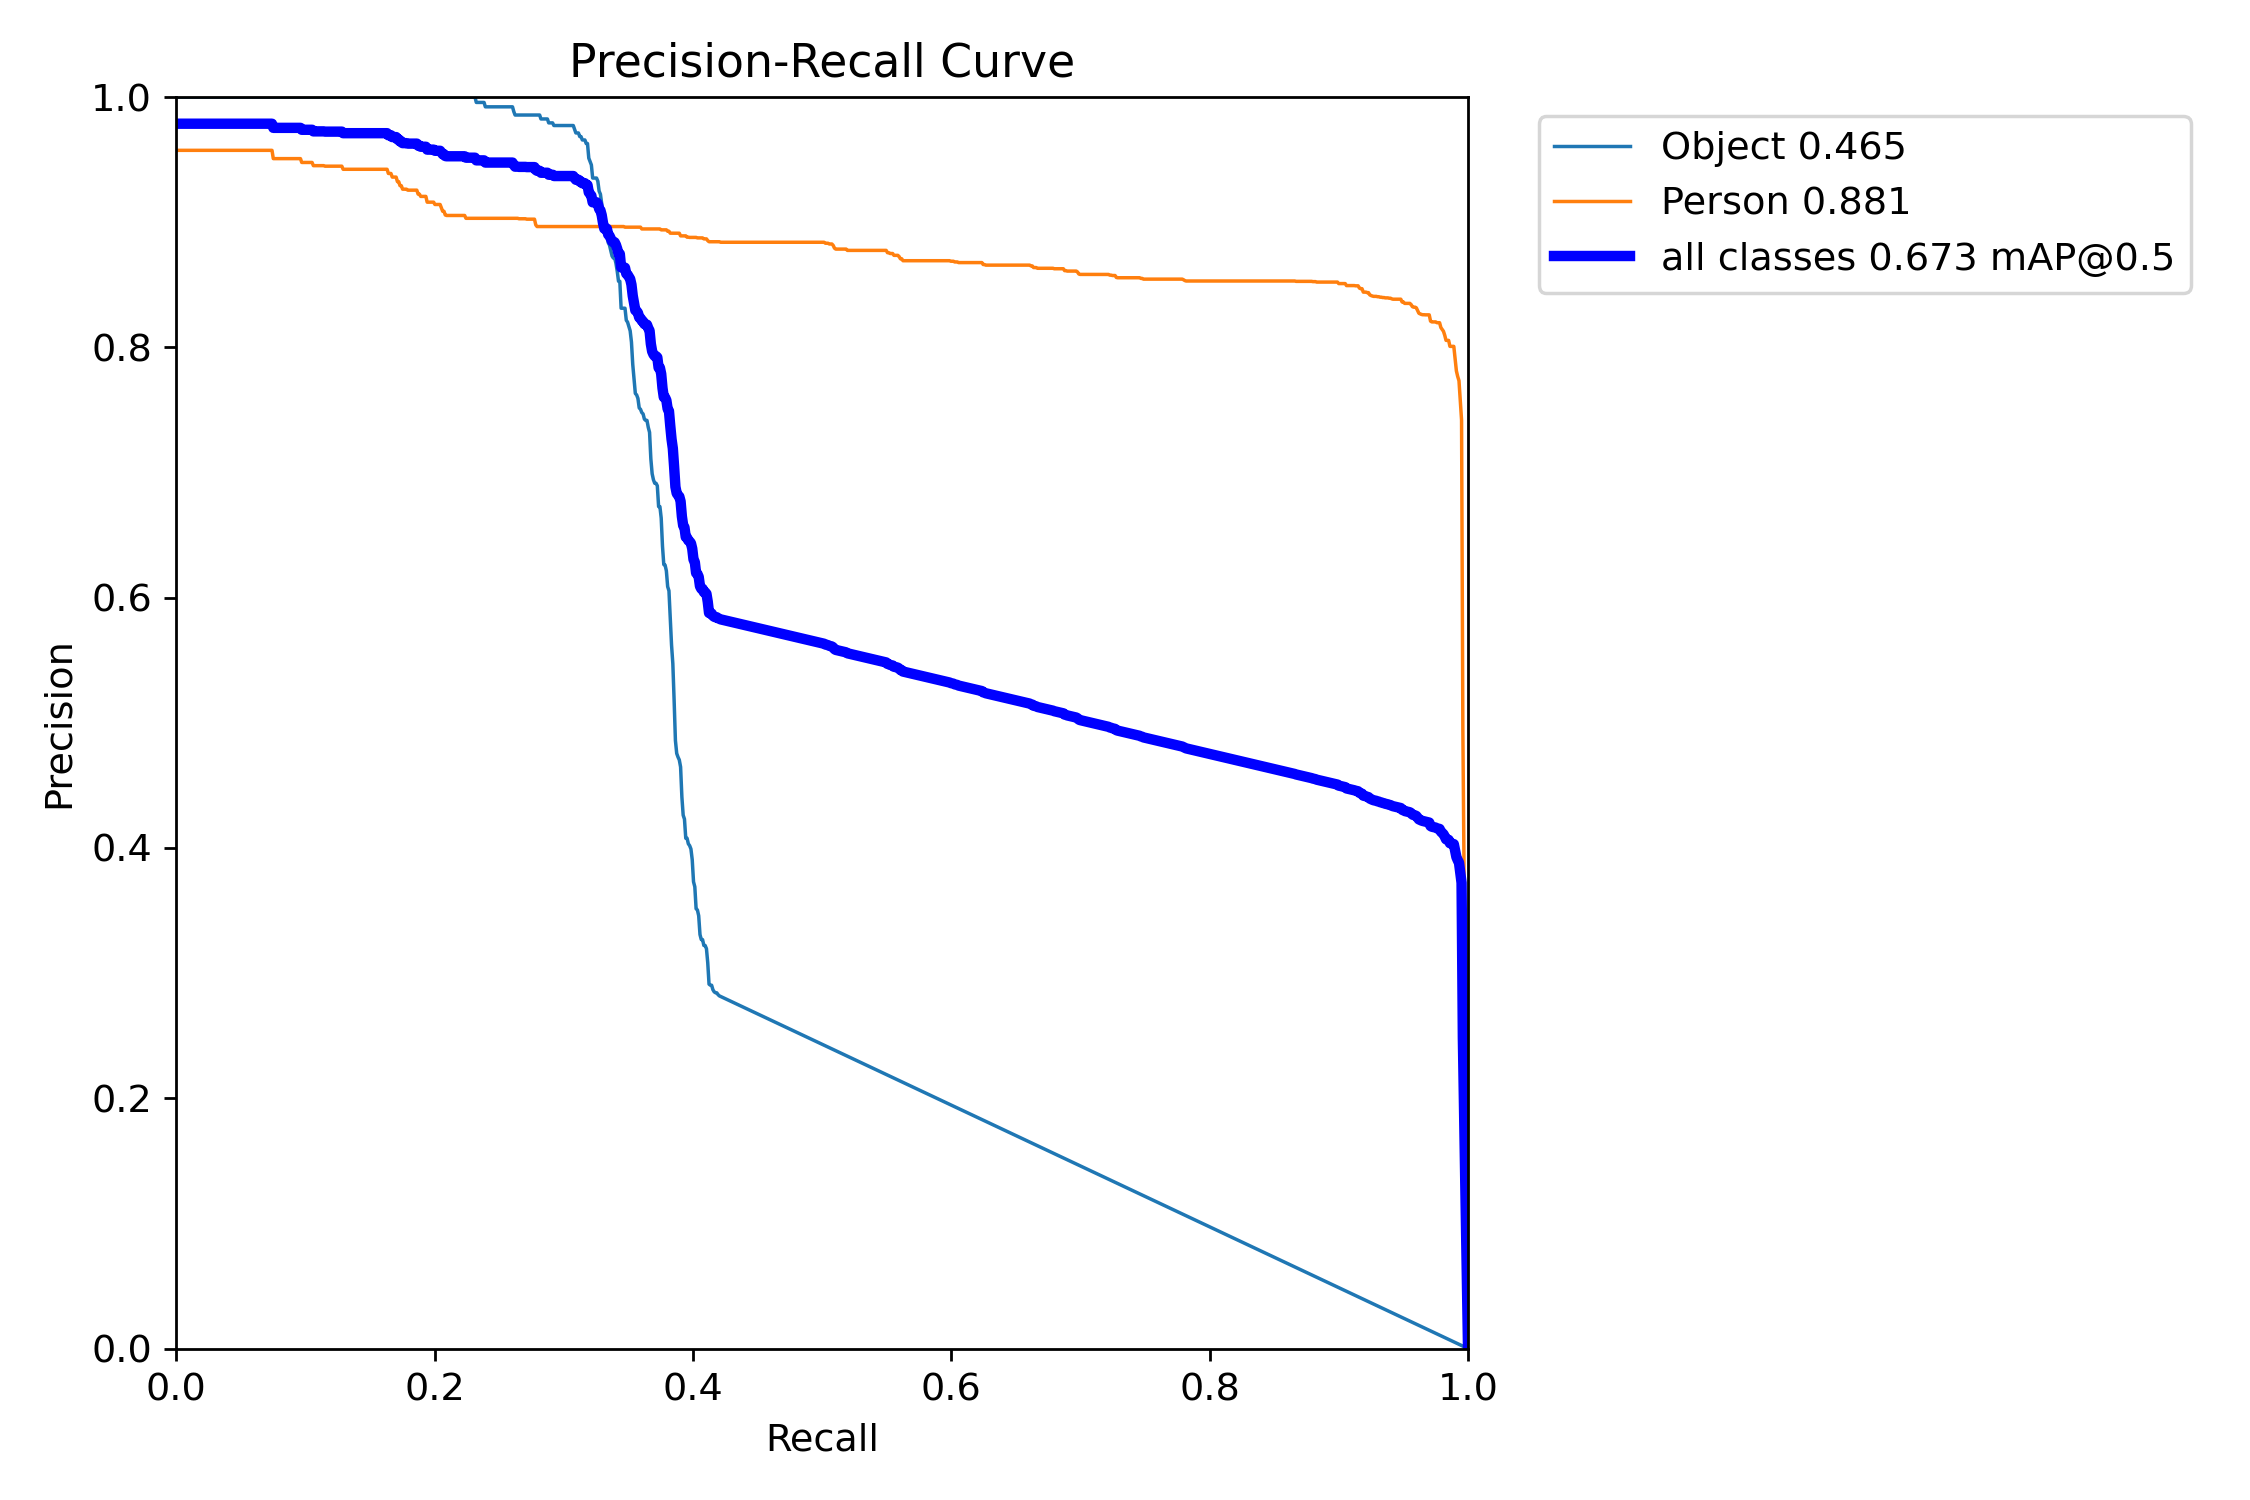 Precision-Recall Curve
1.0
0.8
0.6
0.4
0.2
0.0
Precision
0.0 0.2 0.4 0.6 0.8 1.0
Recall
Object 0.465
Person 0.881
all classes 0.673 mAP@0.5